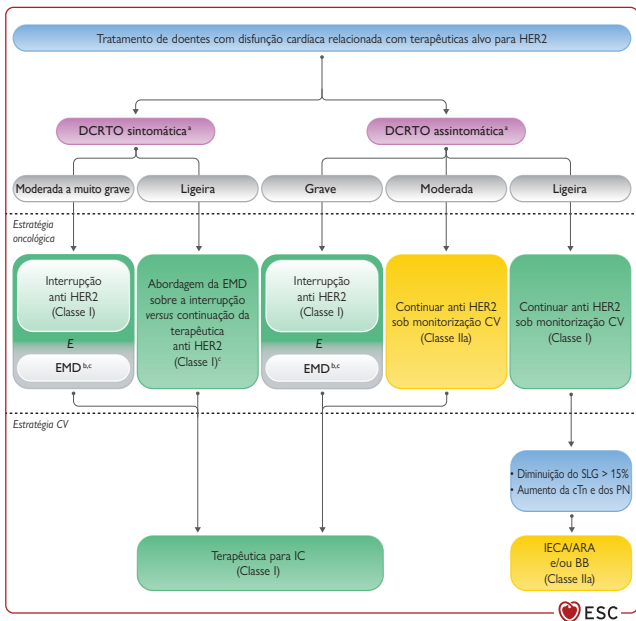 Tratamento de doentes com disfunção cardíaca relacionada com terapêuticas alvo para HER2
DCRTO sintomáticaª
DCRTO assintomáticaª
Moderada a muito grave
Ligeira
Grave
Moderada
Ligeira
Estratégia
oncológica
Interrupção
anti HER2
(Classe I)
E
EMD b,c
Abordagem da EMD
sobre a interrupção
versus continuação da
terapêutica
anti HER2
(Classe I)c
Interrupção
anti HER2
(Classe I)
E
EMD b,c
Continuar anti HER2
sob monitorização CV
(Classe IIa)
Continuar anti HER2
sob monitorização CV
(Classe I)
Estratégia CV
• Diminuição do SLG > 15%
• Aumento da cTn e dos PN
Terapêutica para IC
(Classe I)
IECA/ARA
e/ou BB
(Classe IIa)
ESC